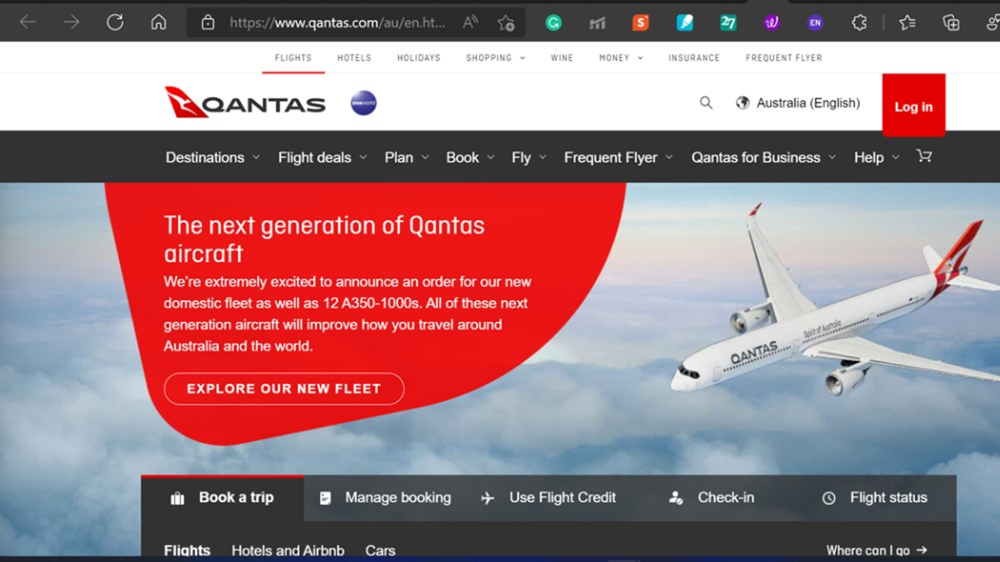 https://www.qantas.com/au/en.ht...
27
EN
FLIGHTS HOTELS HOLIDAYS SHOPPING WINE MONEY INSURANCE FREQUENT FLYER
QANTAS oneworld Australia (English) Log in
Destinations Flight deals Plan Book Fly Frequent Flyer Qantas for Business Help
The next generation of Qantas
aircraft
We're extremely excited to announce an order for our new
domestic fleet as well as 12 A350-1000s. All of these next
generation aircraft will improve how you travel around
Australia and the world.
EXPLORE OUR NEW FLEET
Spirit of Australia
QANTAS
Book a trip Manage booking Use Flight Credit Check-in Flight status
Flights Hotels and Airbnb Cars Where can I go →